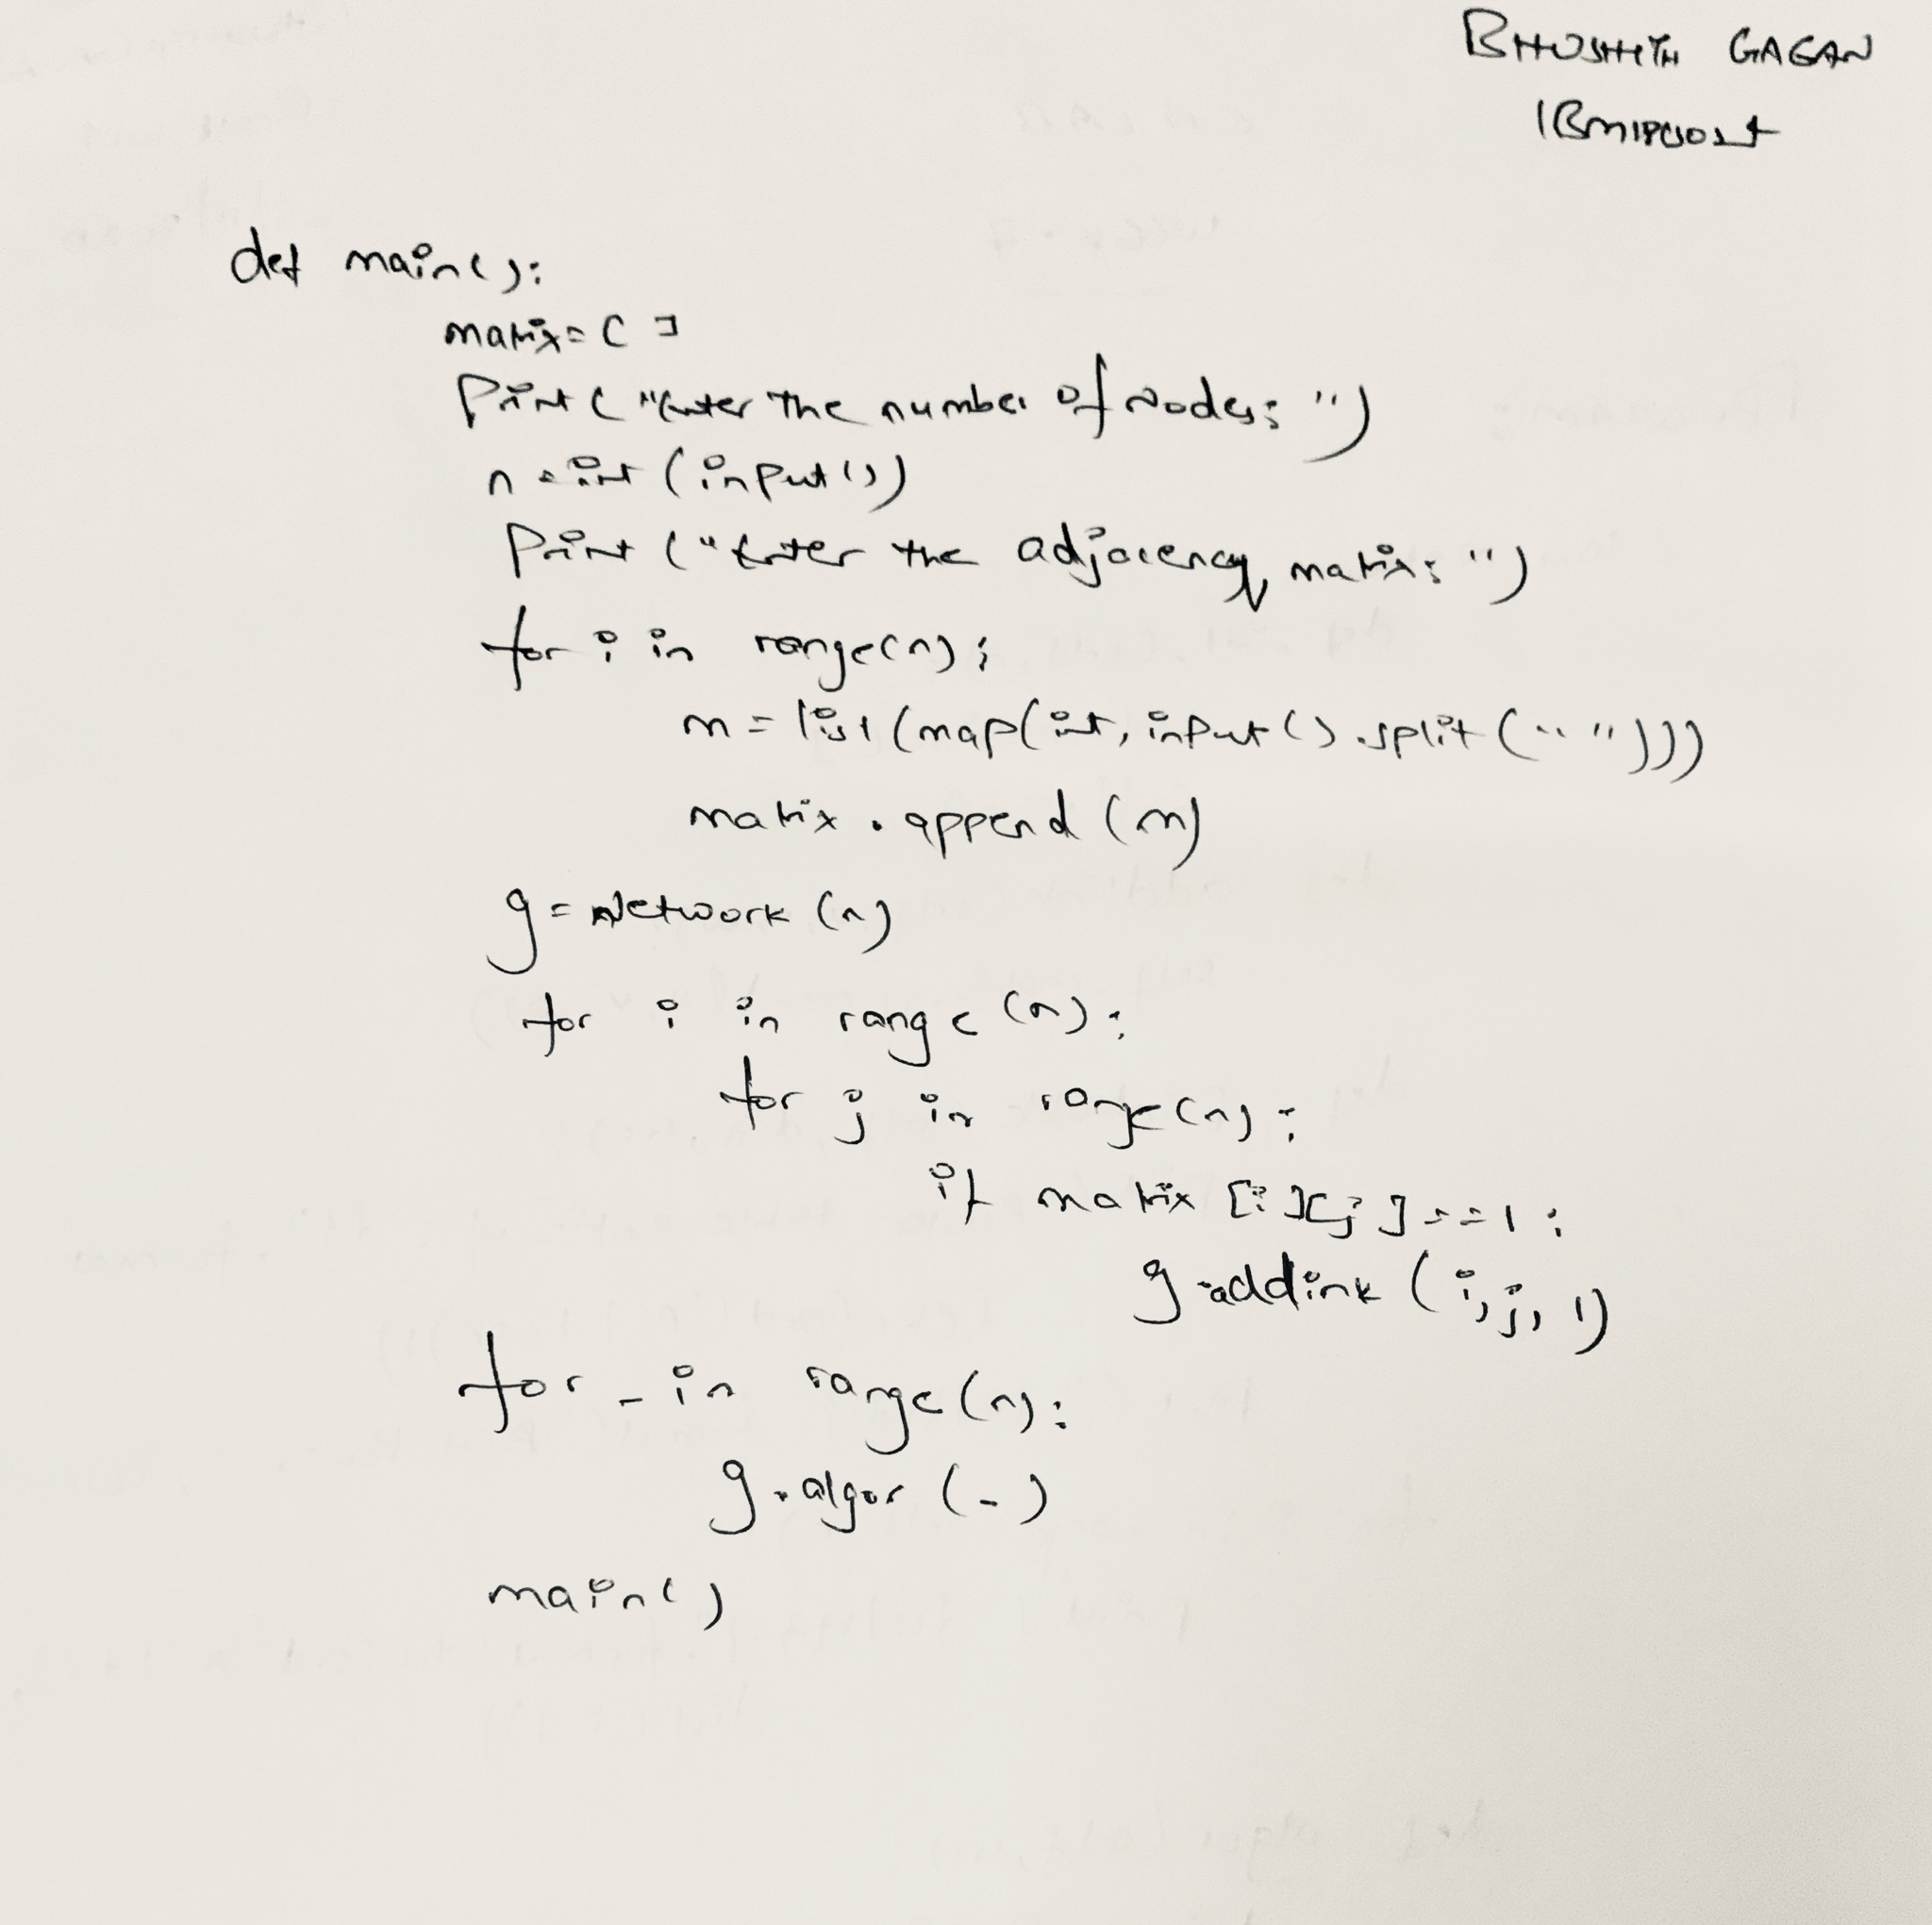 BHUSHITH GAGAN
def main():
matrix=[ ]
Print("Enter the number of nodes: ")
n = int (input())
Print ("Enter the adjacency matrix: ")
for i in range(n):
m = list (map(int, input().split(" ")))
matrix.append (m)
g = Network (n)
for i in range (n):
for j in range(n):
if matrix [i][j]==1:
g.addink (i, j, 1)
for _ in range(n):
g.algor (_)
main()